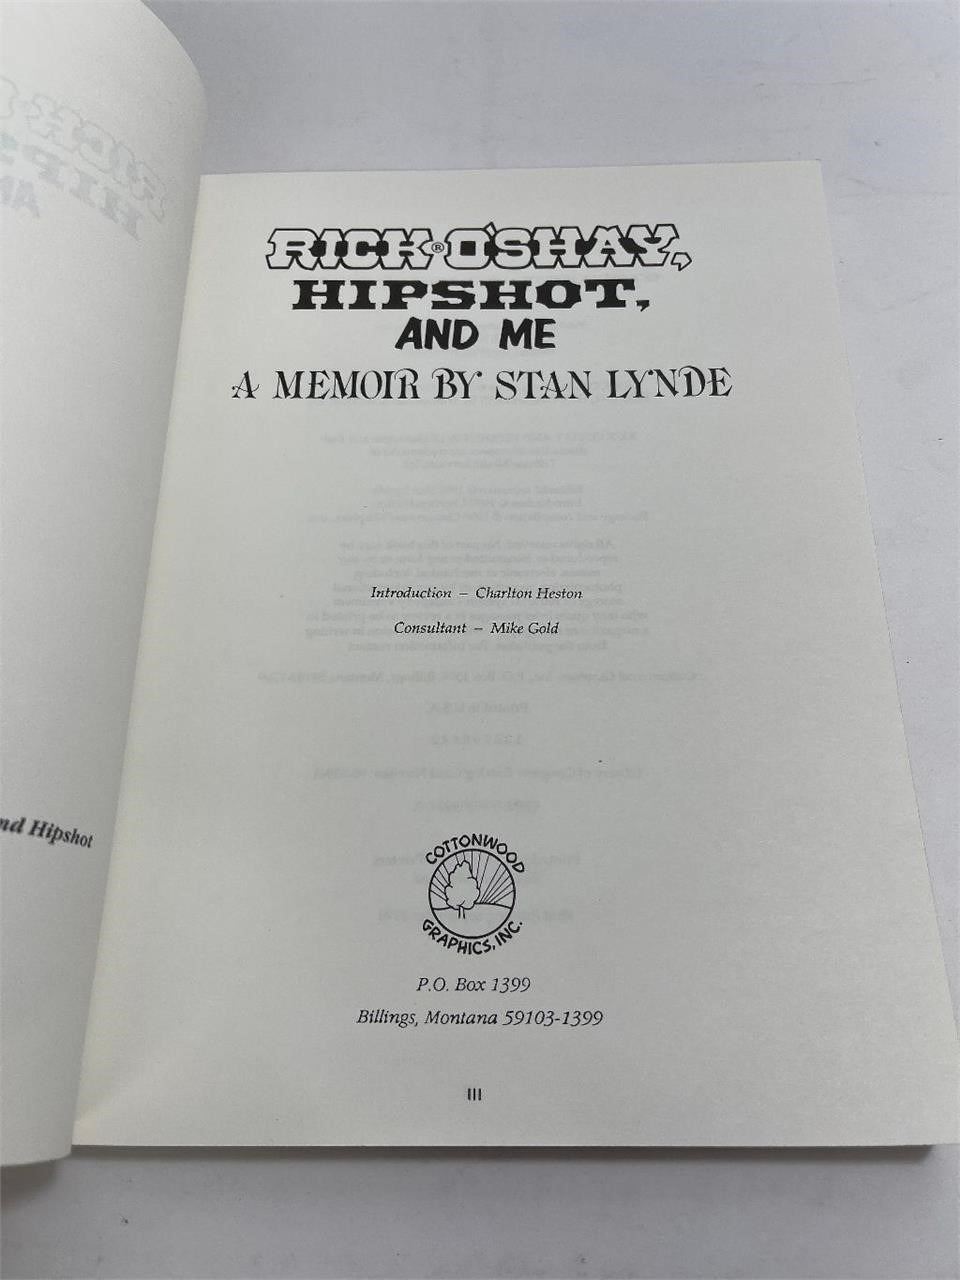 RICK® O'SHAY,
HIPSHOT,
AND ME
A MEMOIR BY STAN LYNDE
Introduction – Charlton Heston
Consultant – Mike Gold
nd Hipshot
COTTONWOOD
GRAPHICS, INC.
P.O. Box 1399
Billings, Montana 59103-1399
III